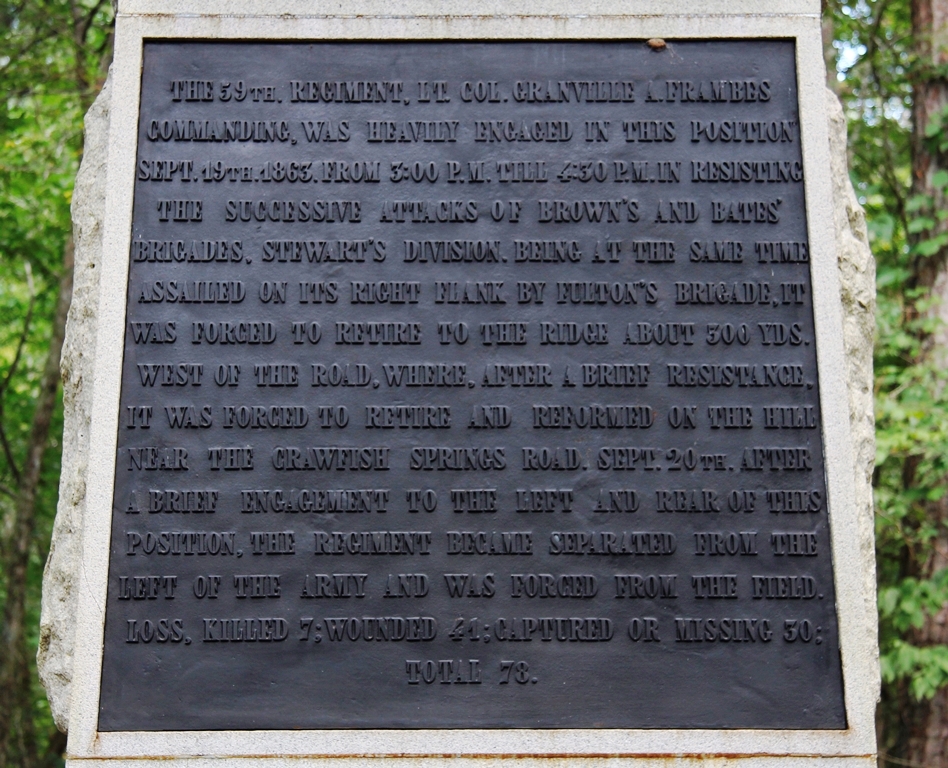 THE 59TH. REGIMENT, LT. COL. GRANVILLE A. FRAMBES
COMMANDING, WAS HEAVILY ENGAGED IN THIS POSITION
SEPT. 19TH. 1863. FROM 3:00 P.M. TILL 4:30 P.M. IN RESISTING
THE SUCCESSIVE ATTACKS OF BROWN'S AND BATES'
BRIGADES, STEWART'S DIVISION. BEING AT THE SAME TIME
ASSAILED ON ITS RIGHT FLANK BY FULTON'S BRIGADE, IT
WAS FORCED TO RETIRE TO THE RIDGE ABOUT 300 YDS.
WEST OF THE ROAD, WHERE, AFTER A BRIEF RESISTANCE,
IT WAS FORCED TO RETIRE AND REFORMED ON THE HILL
NEAR THE CRAWFISH SPRINGS ROAD. SEPT. 20TH. AFTER
A BRIEF ENGAGEMENT TO THE LEFT AND REAR OF THIS
POSITION, THE REGIMENT BECAME SEPARATED FROM THE
LEFT OF THE ARMY AND WAS FORCED FROM THE FIELD.
LOSS, KILLED 7; WOUNDED 41; CAPTURED OR MISSING 30;
TOTAL 78.